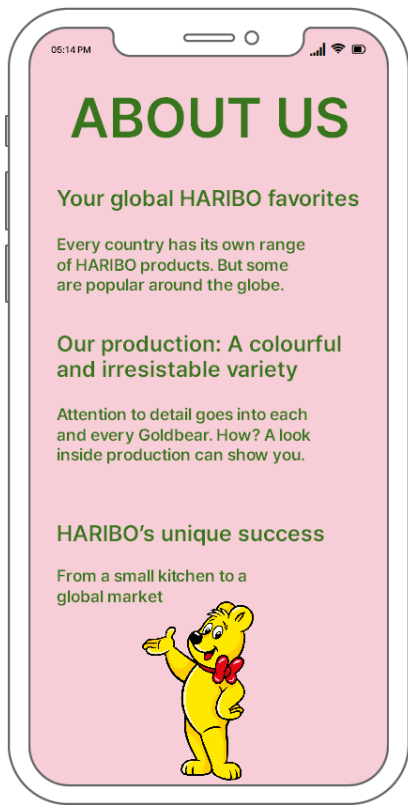 05:14 PM
ABOUT US
Your global HARIBO favorites
Every country has its own range
of HARIBO products. But some
are popular around the globe.
Our production: A colourful
and irresistable variety
Attention to detail goes into each
and every Goldbear. How? A look
inside production can show you.
HARIBO’s unique success
From a small kitchen to a
global market